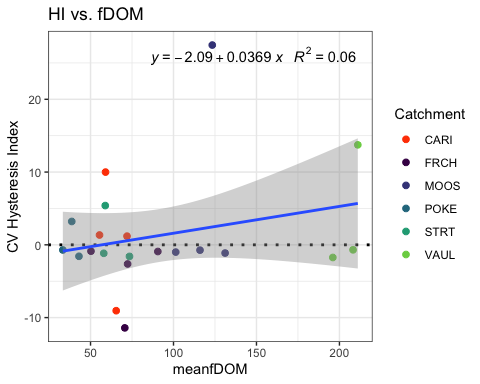 HI vs. fDOM
y = −2.09 + 0.0369 x R² = 0.06
CV Hysteresis Index
20
10
0
-10
50 100 150 200
meanfDOM
Catchment
CARI
FRCH
MOOS
POKE
STRT
VAUL